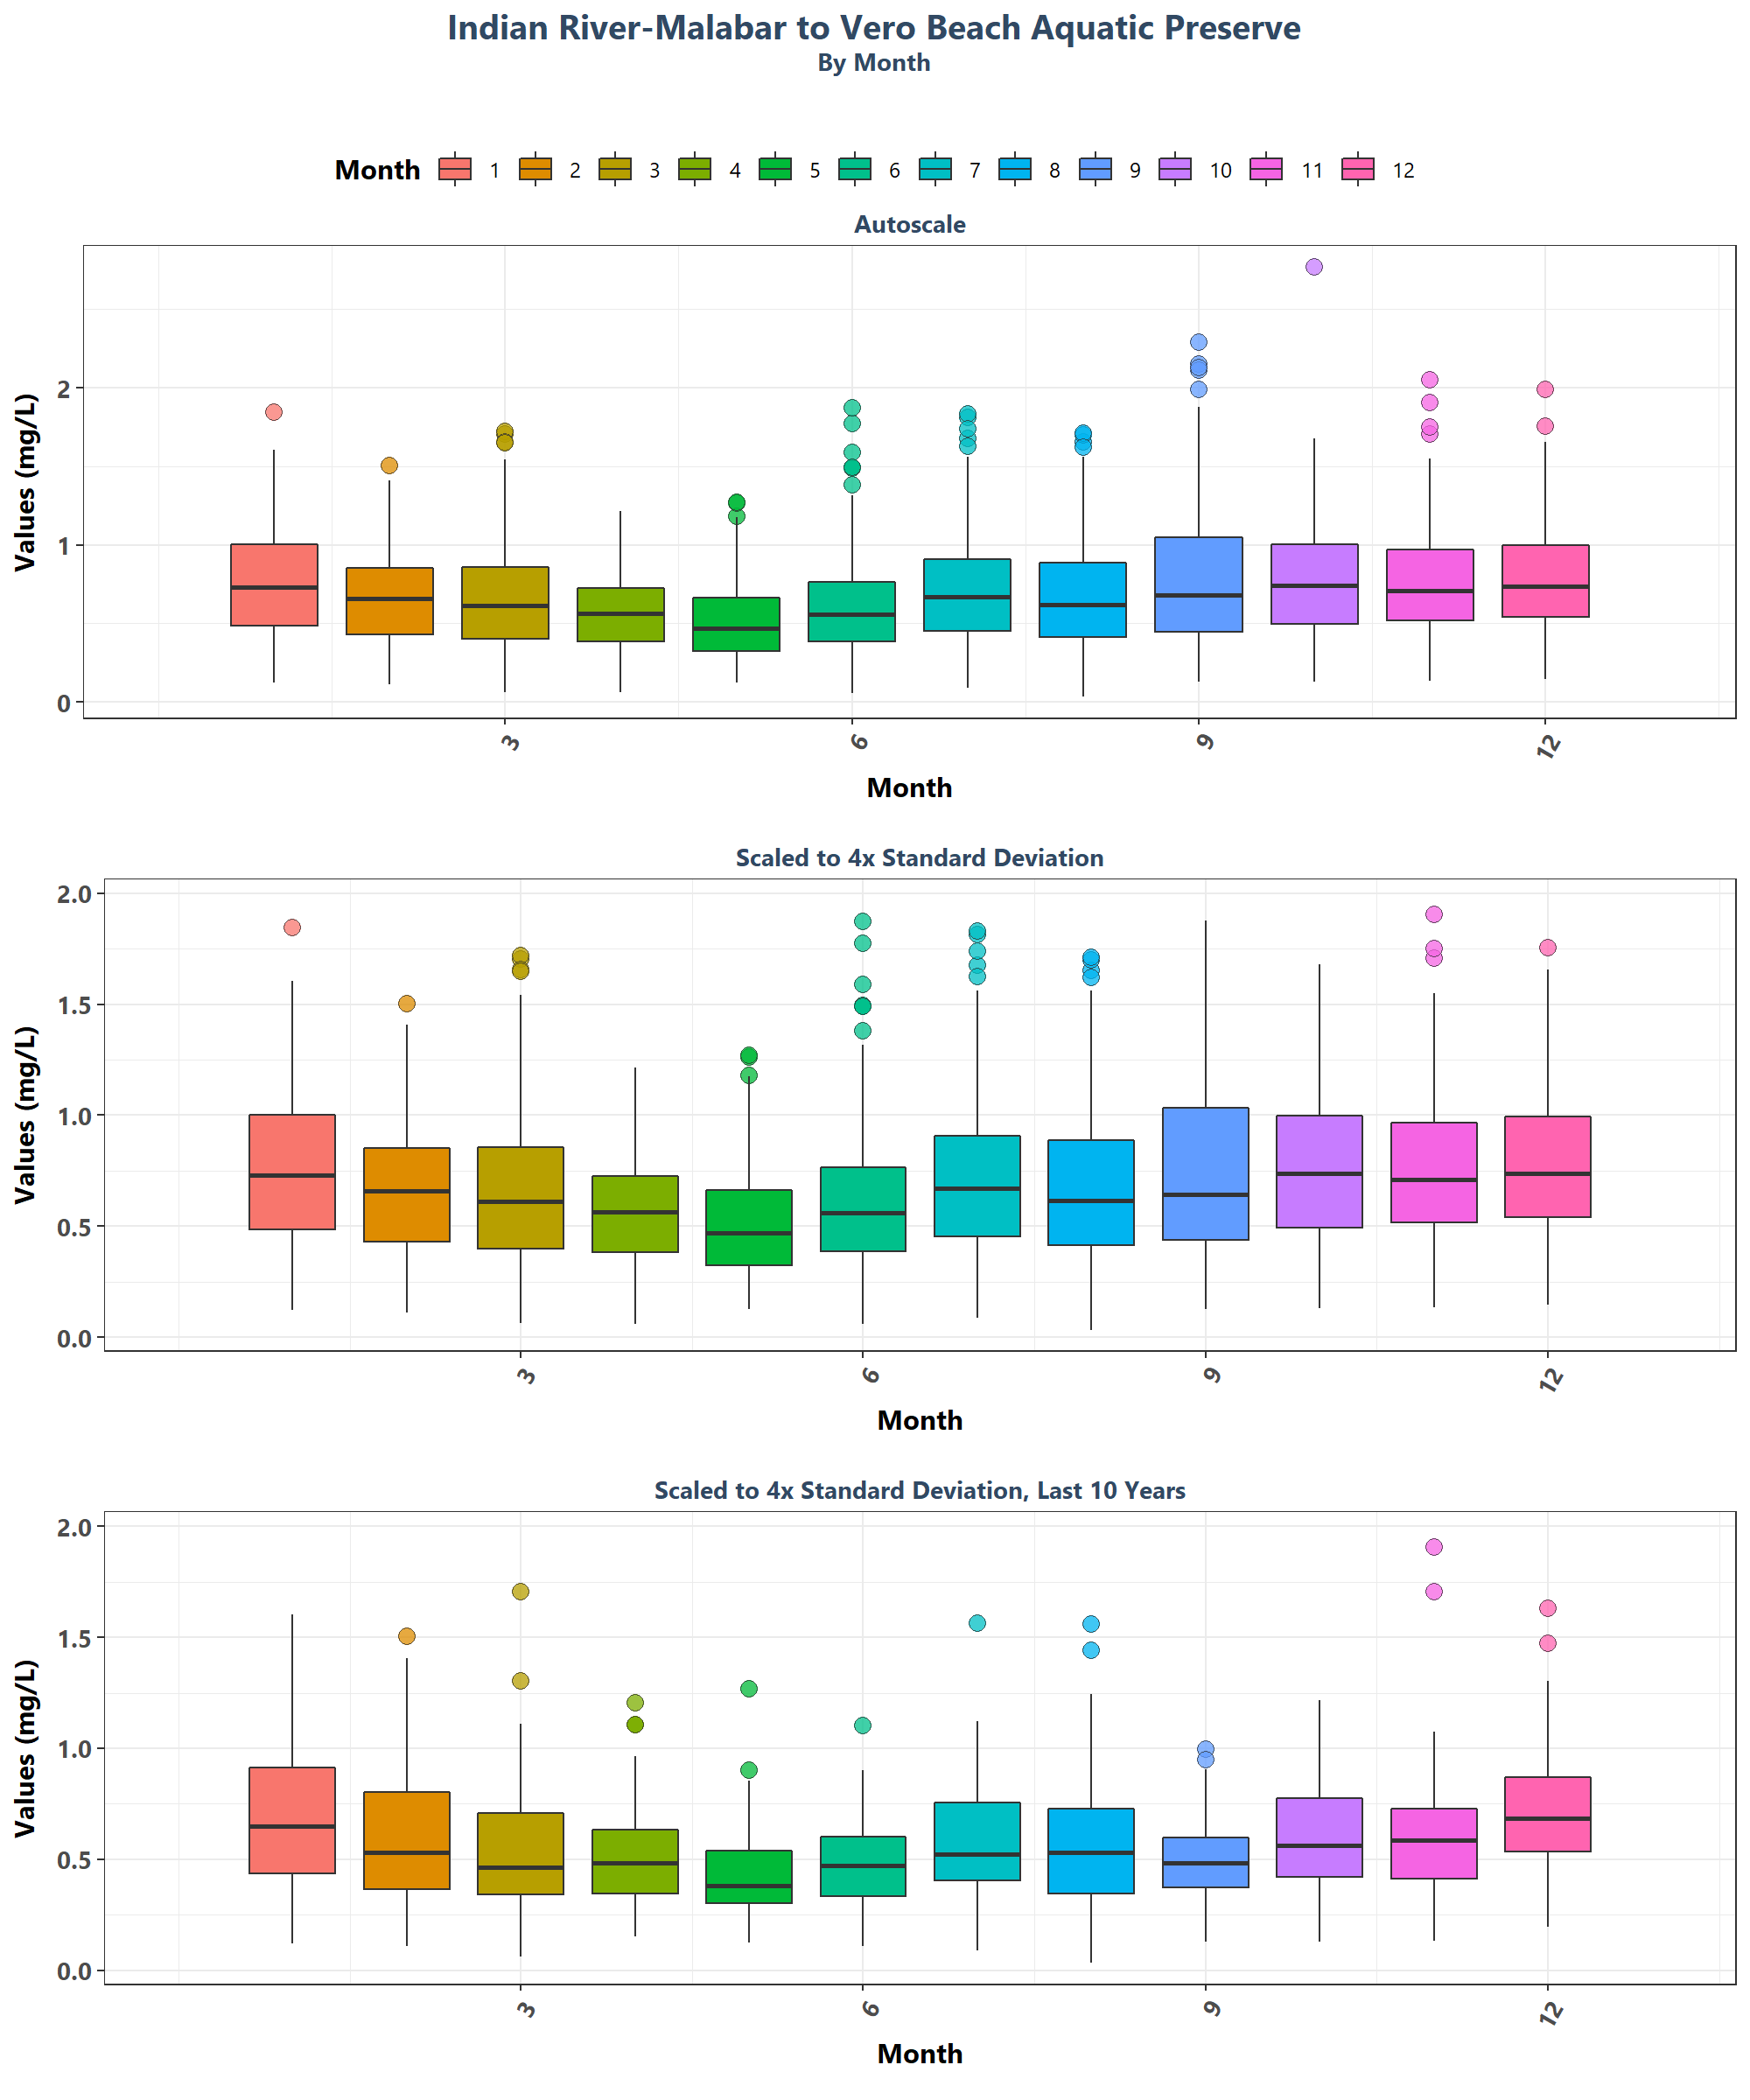 Indian River-Malabar to Vero Beach Aquatic Preserve
By Month
Month 1 2 3 4 5 6 7 8 9 10 11 12
Autoscale
Values (mg/L)
2
1
0
3 6 9 12
Month
Scaled to 4x Standard Deviation
Values (mg/L)
2.0
1.5
1.0
0.5
0.0
3 6 9 12
Month
Scaled to 4x Standard Deviation, Last 10 Years
Values (mg/L)
2.0
1.5
1.0
0.5
0.0
3 6 9 12
Month